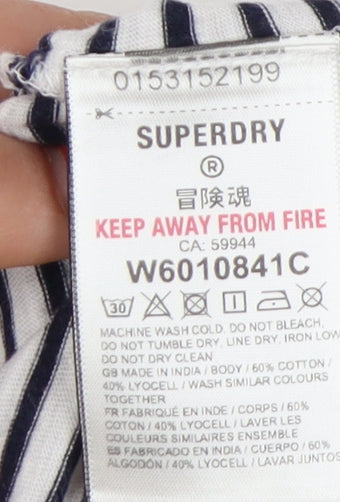 0153152199
SUPERDRY
®
冒険魂
KEEP AWAY FROM FIRE
CA: 59944
W6010841C
30
MACHINE WASH COLD. DO NOT BLEACH,
DO NOT TUMBLE DRY. LINE DRY. IRON LOW
DO NOT DRY CLEAN
GB MADE IN INDIA / BODY / 60% COTTON /
40% LYOCELL / WASH SIMILAR COLOURS
TOGETHER
FR FABRIQUÉ EN INDE / CORPS / 60%
COTON / 40% LYOCELL / LAVER LES
COULEURS SIMILAIRES ENSEMBLE
ES FABRICADO EN INDIA / CUERPO / 60%
ALGODÓN / 40% LYOCELL / LAVAR JUNTOS